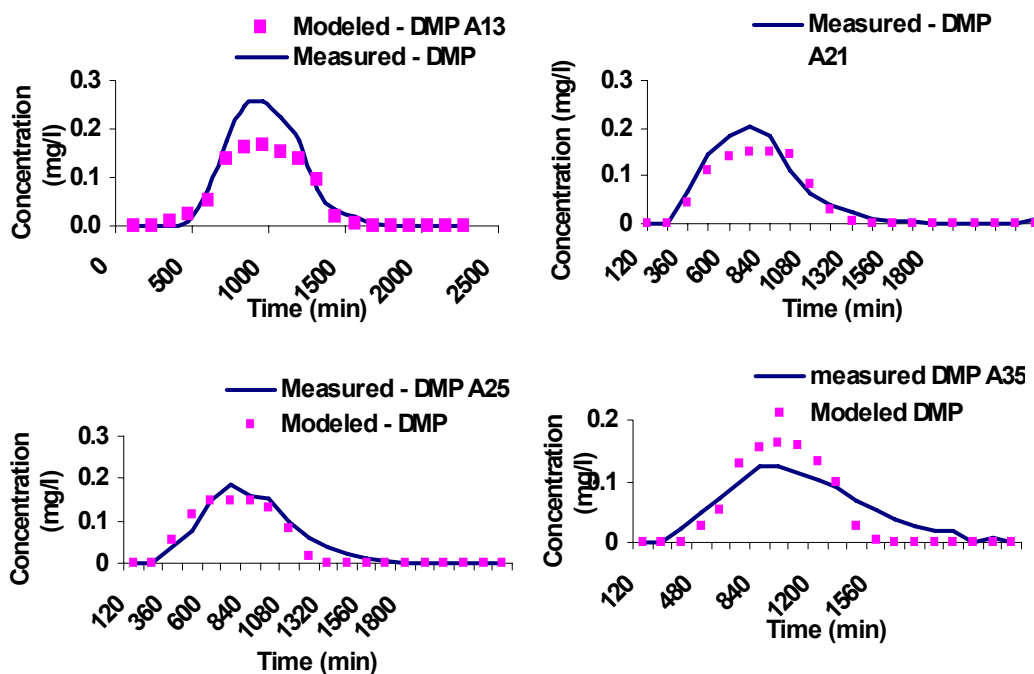 Modeled - DMP A13
Measured - DMP
Concentration
(mg/l)
0.3
0.2
0.1
0.0
0
500
1000
1500
2000
2500
Time (min)
Measured - DMP
A21
Concentration (mg/l)
0.3
0.2
0.1
0
120
360
600
840
1080
1320
1560
1800
Time (min)
Measured - DMP A25
Modeled - DMP
Concentration
(mg/l)
0.3
0.2
0.1
0
120
360
600
840
1080
1320
1560
1800
Time (min)
measured DMP A35
Modeled DMP
Concentration
(mg/l)
0.2
0.1
0
120
480
840
1200
1560
Time (min)